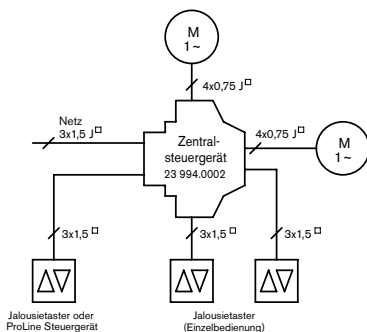 M
1~
4x0,75 J□
Netz
3x1,5 J□
Zentral-
steuergerät
23 994.0002
4x0,75 J□
M
1~
3x1,5 □
3x1,5 □
3x1,5 □
Jalousietaster oder
ProLine Steuergerät
Jalousietaster
(Einzelbedienung)